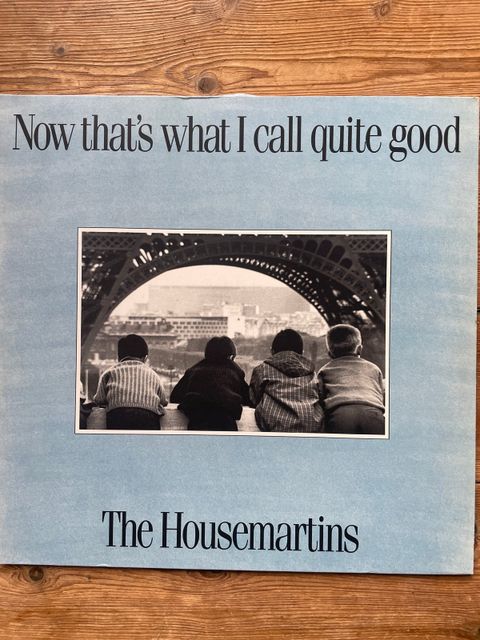 Now that's what I call quite good
The Housemartins